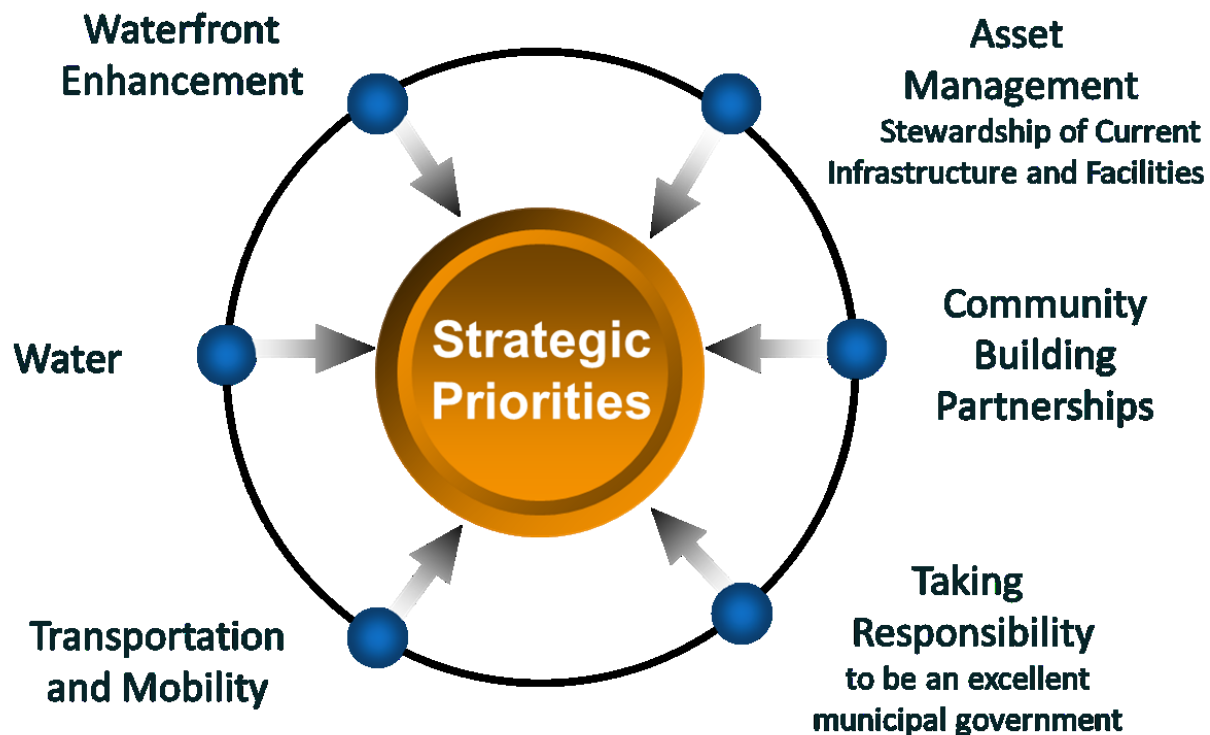 Waterfront
Enhancement
Asset
Management
Stewardship of Current
Infrastructure and Facilities
Water
Strategic
Priorities
Community
Building
Partnerships
Transportation
and Mobility
Taking
Responsibility
to be an excellent
municipal government